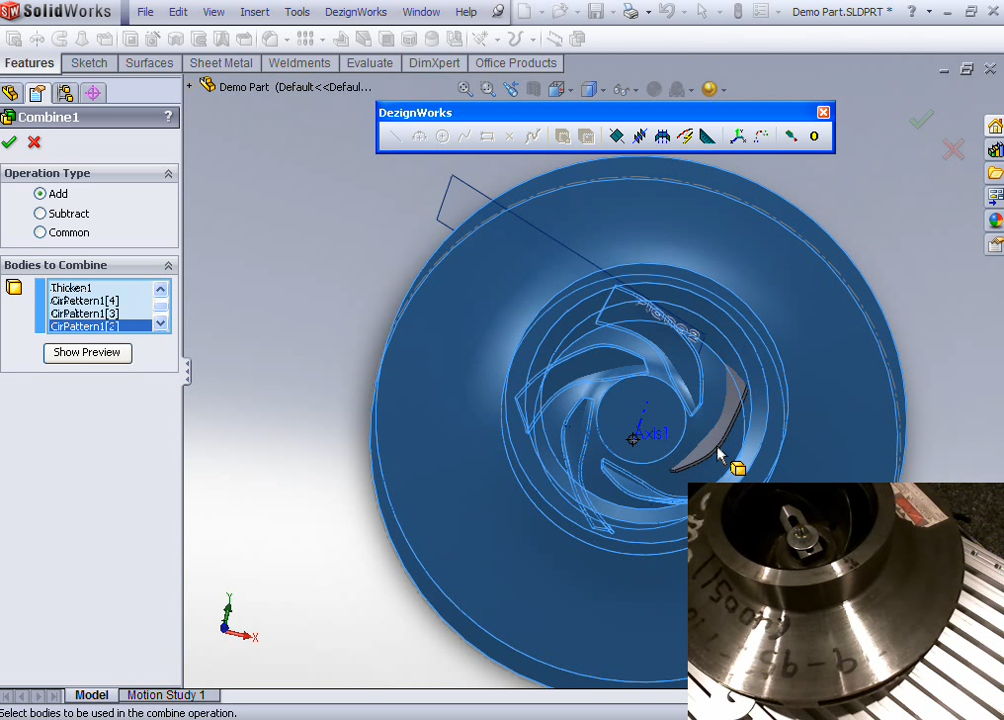 SolidWorks File Edit View Insert Tools DezignWorks Window Help Demo Part.SLDPRT *
Features Sketch Sheet Metal Weldments Evaluate DimXpert Office Products
Demo Part (Default<<Defaul...
DezignWorks
Combine1 ?
Operation Type
Add
Subtract
Common
Bodies to Combine
Thicken1
CirPattern1[4]
CirPattern1[3]
CirPattern1[2]
Show Preview
Plane2
Axis1
Y
X
Model Motion Study 1
Select bodies to be used in the combine operation.